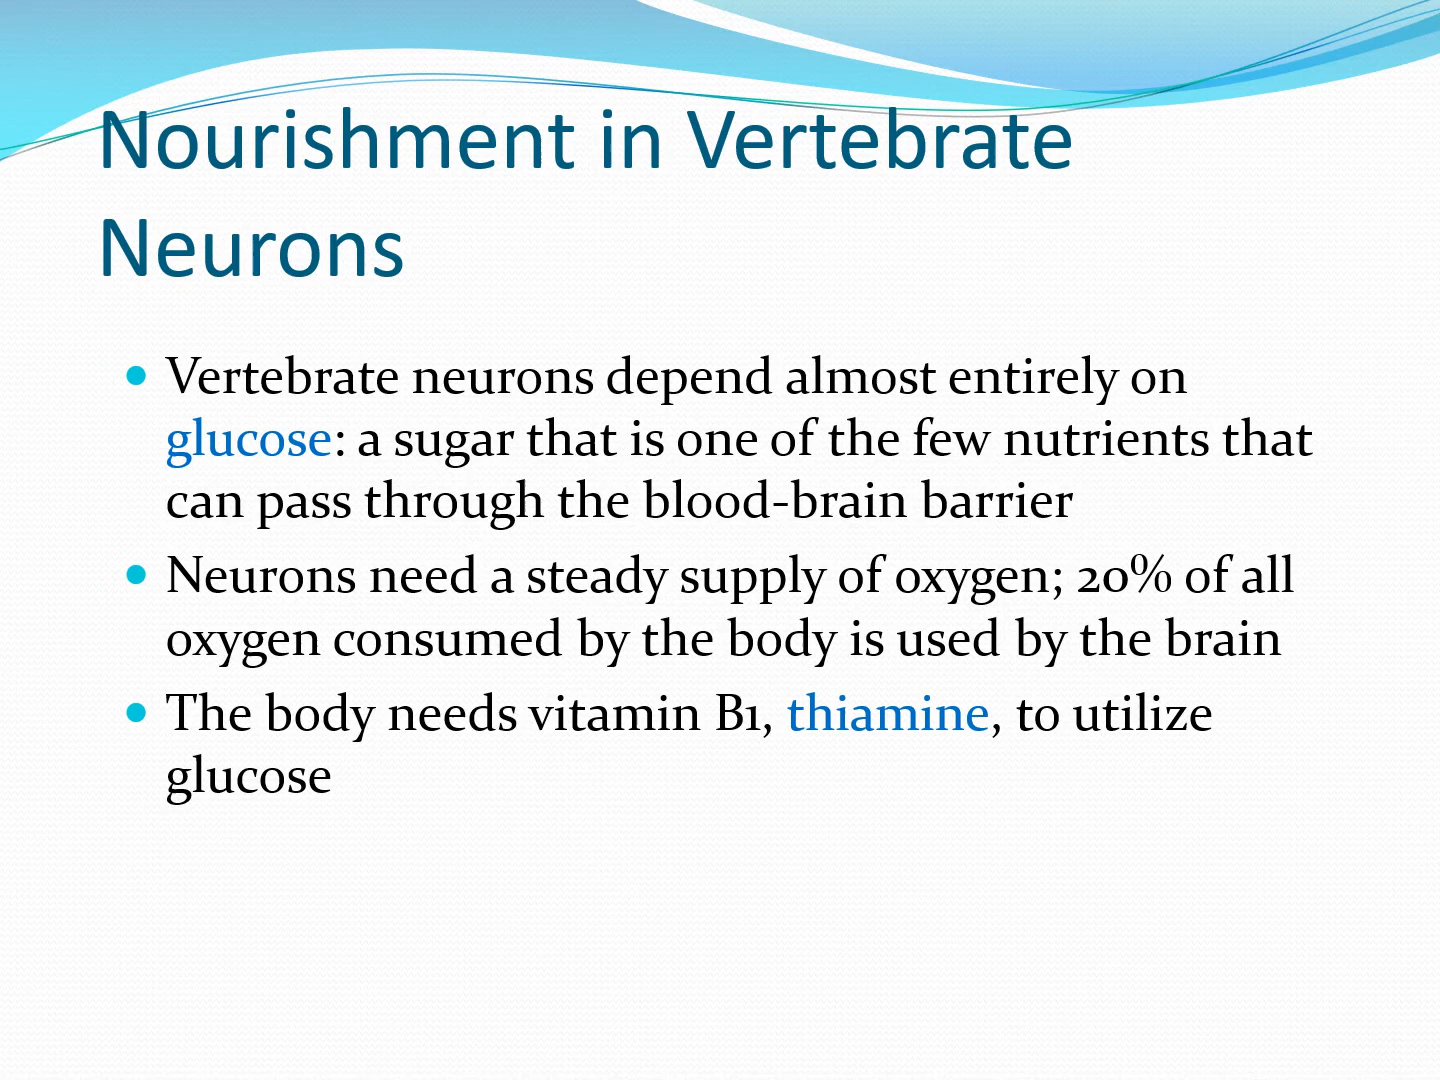 Nourishment in Vertebrate
Neurons
• Vertebrate neurons depend almost entirely on
glucose: a sugar that is one of the few nutrients that
can pass through the blood-brain barrier
• Neurons need a steady supply of oxygen; 20% of all
oxygen consumed by the body is used by the brain
• The body needs vitamin B1, thiamine, to utilize
glucose